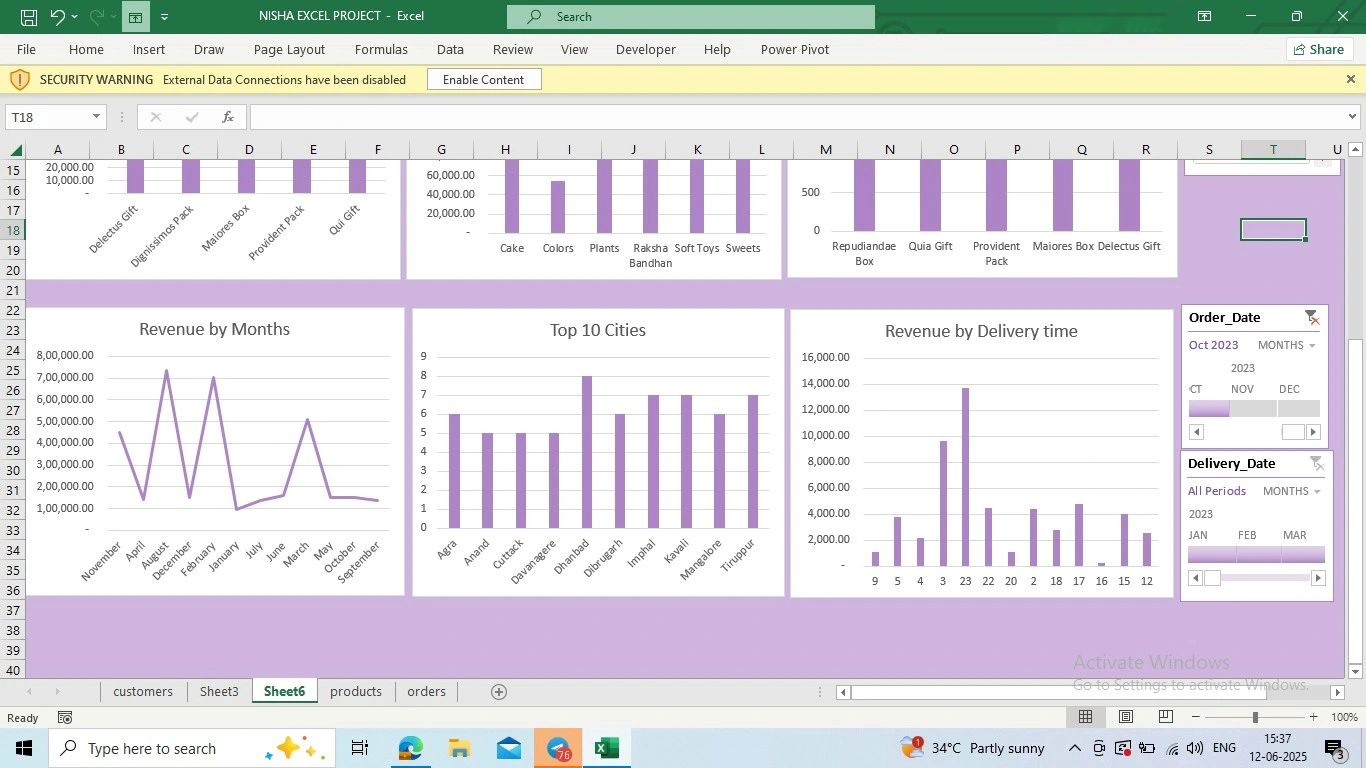 NISHA EXCEL PROJECT - Excel
Search
File Home Insert Draw Page Layout Formulas Data Review View Developer Help Power Pivot
Share
SECURITY WARNING External Data Connections have been disabled
Enable Content
T18
fx
A B C D E F G H I J K L M N O P Q R S T U
15
16
17
18
19
20
21
22
23
24
25
26
27
28
29
30
31
32
33
34
35
36
37
38
39
40
20,000.00
10,000.00
-
Delectus Gift
Dignissimos Pack
Maiores Box
Provident Pack
Qui Gift
60,000.00
40,000.00
20,000.00
-
Cake Colors Plants Raksha Bandhan Soft Toys Sweets
500
0
Repudiandae Box Quia Gift Provident Pack Maiores Box Delectus Gift
Revenue by Months
8,00,000.00
7,00,000.00
6,00,000.00
5,00,000.00
4,00,000.00
3,00,000.00
2,00,000.00
1,00,000.00
-
November
April
August
December
February
January
July
June
March
May
October
September
Top 10 Cities
9
8
7
6
5
4
3
2
1
0
Agra
Anand
Cuttack
Davanagere
Dhanbad
Dibrugarh
Imphal
Kavali
Mangalore
Tiruppur
Revenue by Delivery time
16,000.00
14,000.00
12,000.00
10,000.00
8,000.00
6,000.00
4,000.00
2,000.00
-
9 5 4 3 23 22 20 2 18 17 16 15 12
Order_Date
Oct 2023 MONTHS
2023
CT NOV DEC
Delivery_Date
All Periods MONTHS
2023
JAN FEB MAR
Activate Windows
Go to Settings to activate Windows.
customers Sheet3 Sheet6 products orders
Ready
100%
Type here to search
76
1
34°C Partly sunny
ENG
15:37
12-06-2025
3